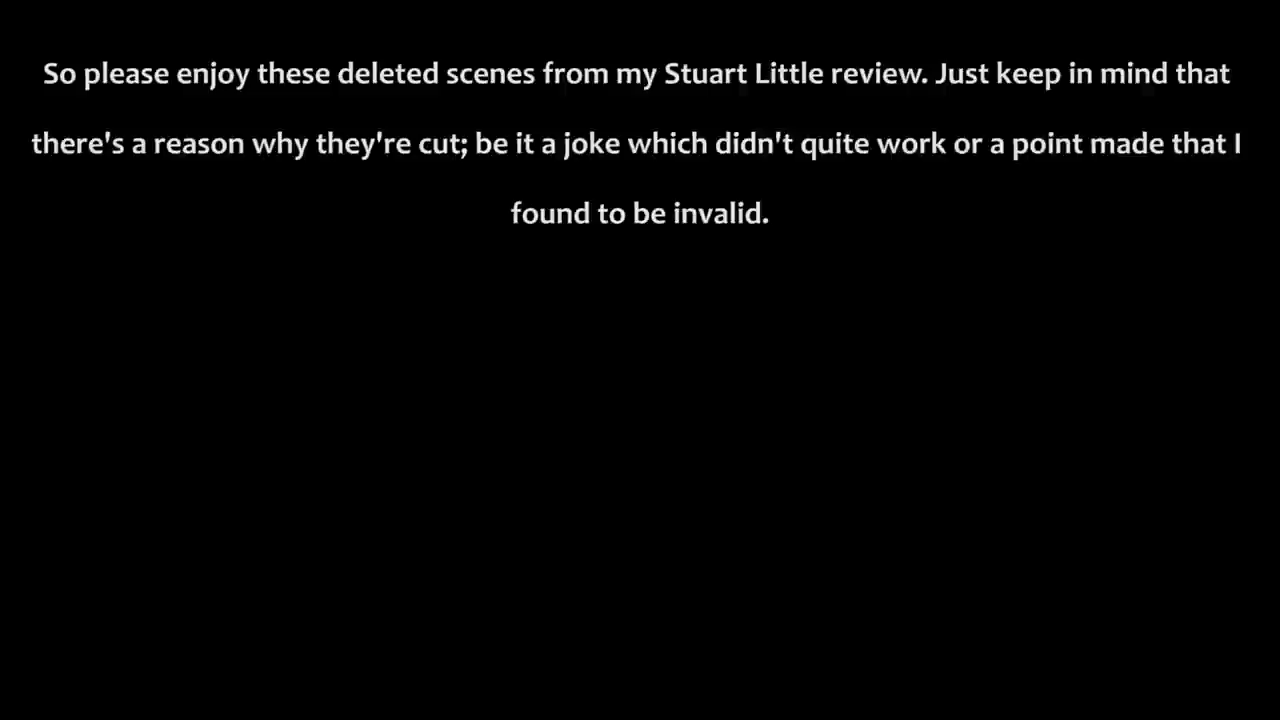 So please enjoy these deleted scenes from my Stuart Little review. Just keep in mind that
there's a reason why they're cut; be it a joke which didn't quite work or a point made that I
found to be invalid.